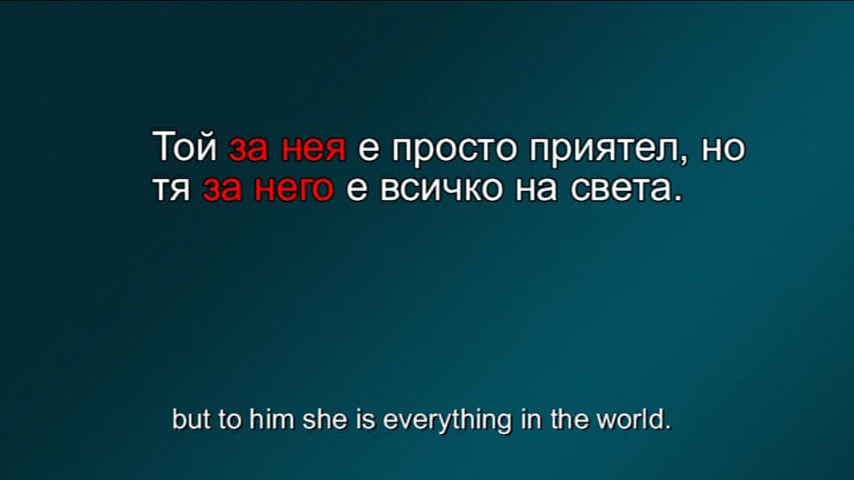 Той за нея е просто приятел, но
тя за него е всичко на света.
but to him she is everything in the world.